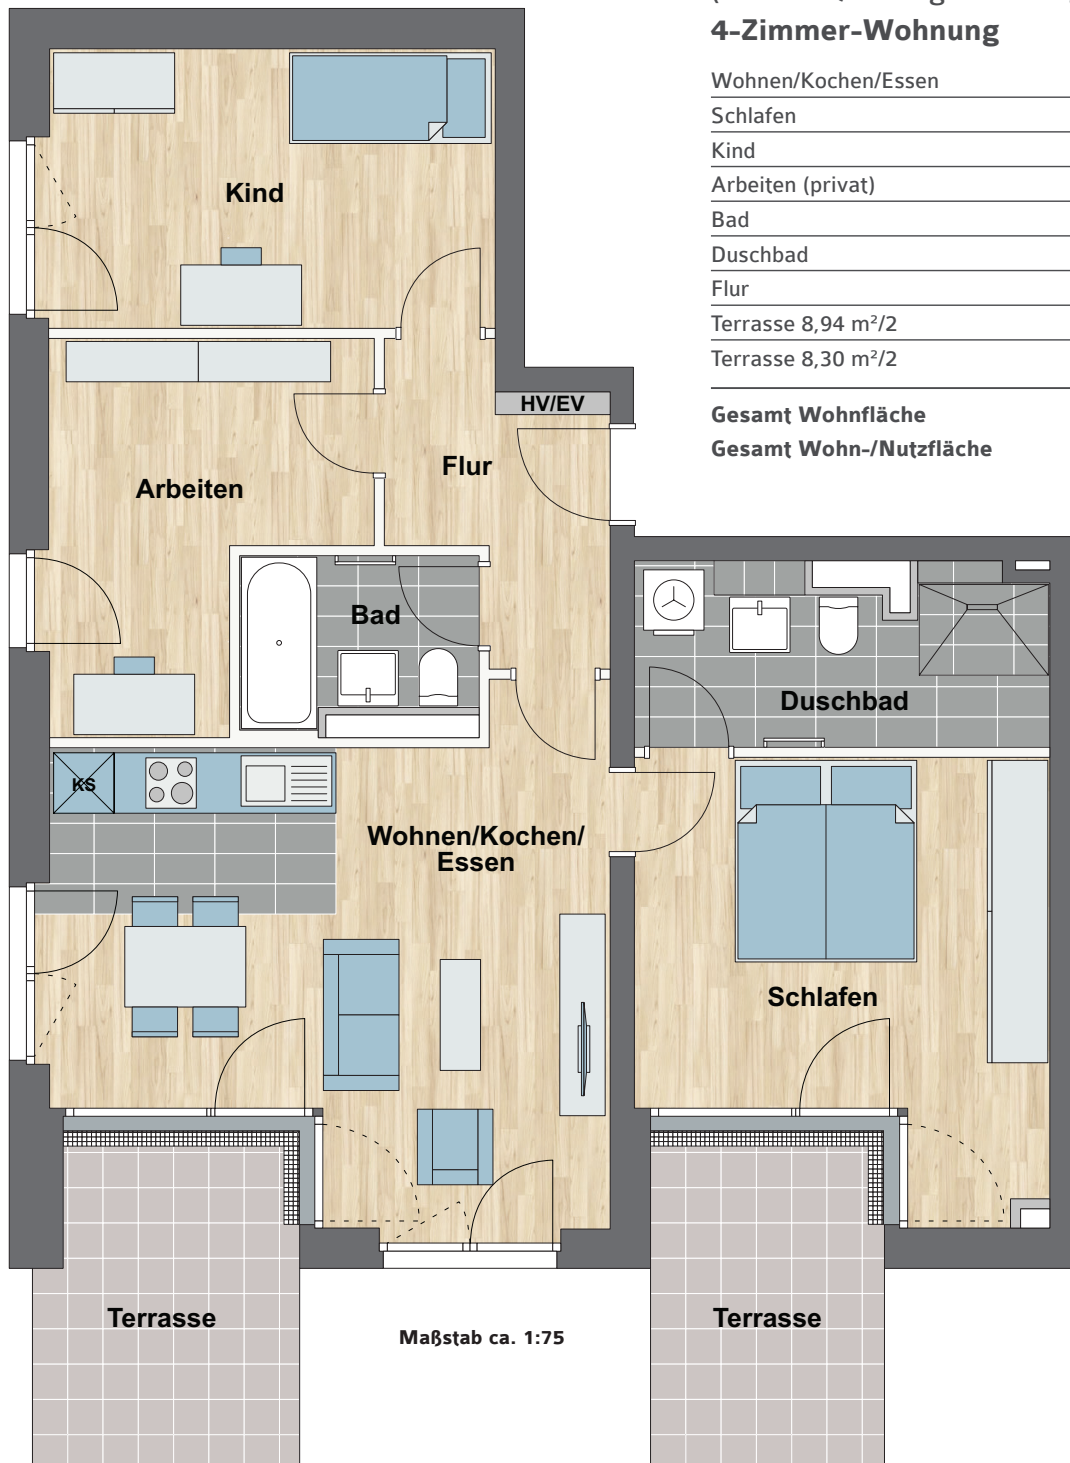 4-Zimmer-Wohnung
Wohnen/Kochen/Essen
Schlafen
Kind
Arbeiten (privat)
Bad
Duschbad
Flur
Terrasse 8,94 m²/2
Terrasse 8,30 m²/2
Gesamt Wohnfläche
Gesamt Wohn-/Nutzfläche
Kind
HV/EV
Flur
Arbeiten
Bad
Duschbad
KS
Wohnen/Kochen/
Essen
Schlafen
Terrasse
Terrasse
Maßstab ca. 1:75